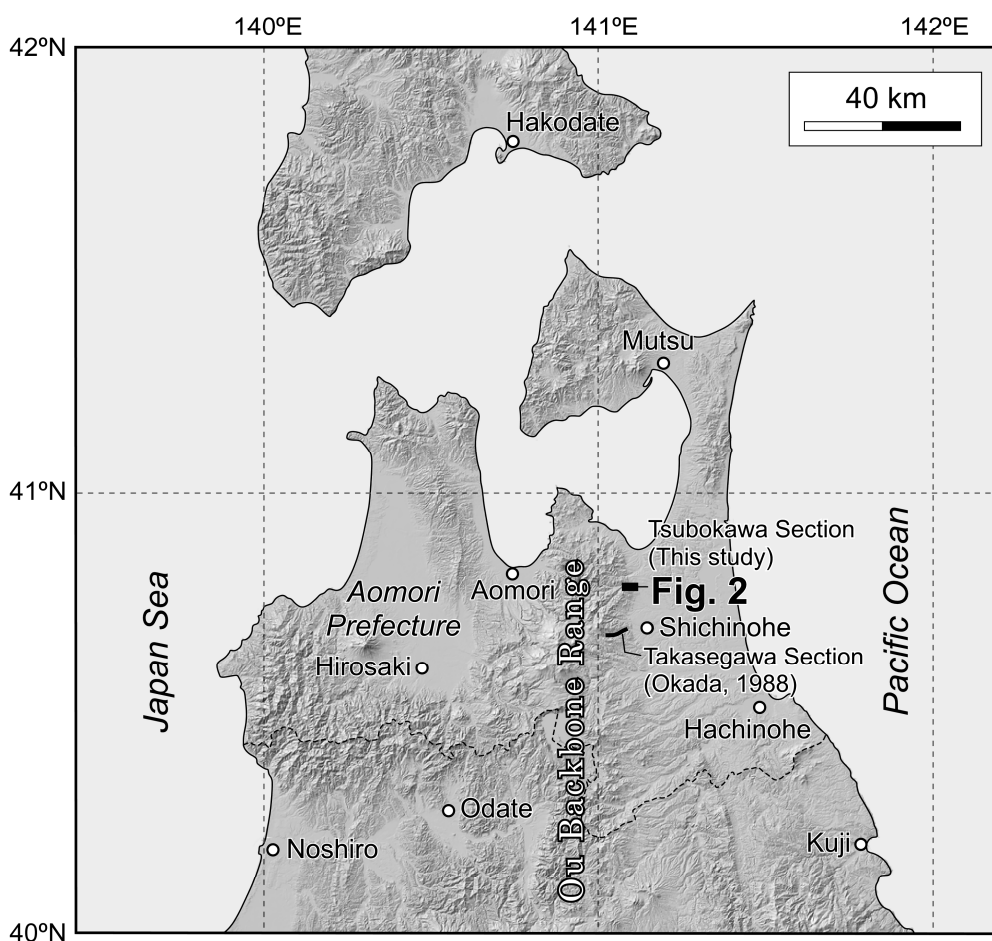 140ºE
141ºE
142ºE
42ºN
40 km
Hakodate
Mutsu
41ºN
Tsubokawa Section
(This study)
Fig. 2
Aomori
Aomori
Prefecture
Shichinohe
Hirosaki
Takasegawa Section
(Okada, 1988)
Hachinohe
Japan Sea
Pacific Ocean
Ou Backbone Range
Odate
Noshiro
Kuji
40ºN